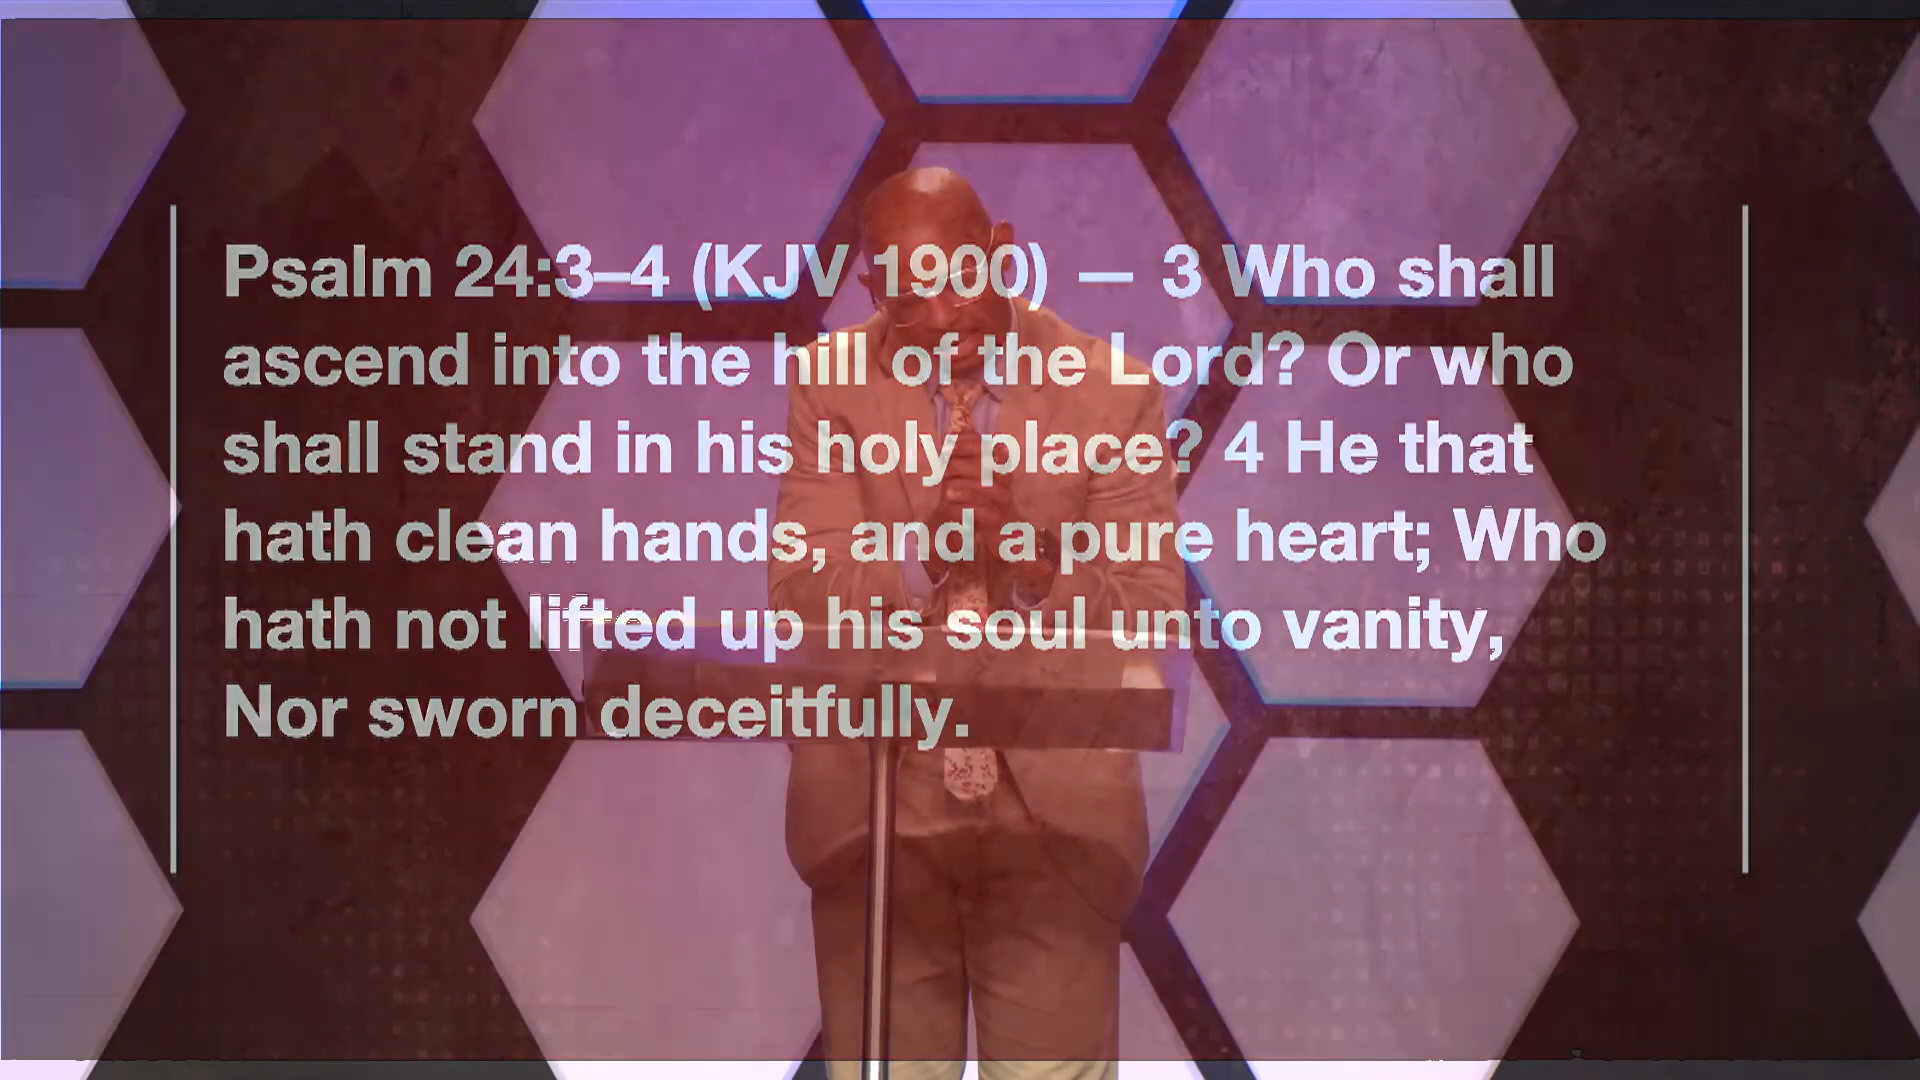 Psalm 24:3–4 (KJV 1900) — 3 Who shall
ascend into the hill of the Lord? Or who
shall stand in his holy place? 4 He that
hath clean hands, and a pure heart; Who
hath not lifted up his soul unto vanity,
Nor sworn deceitfully.